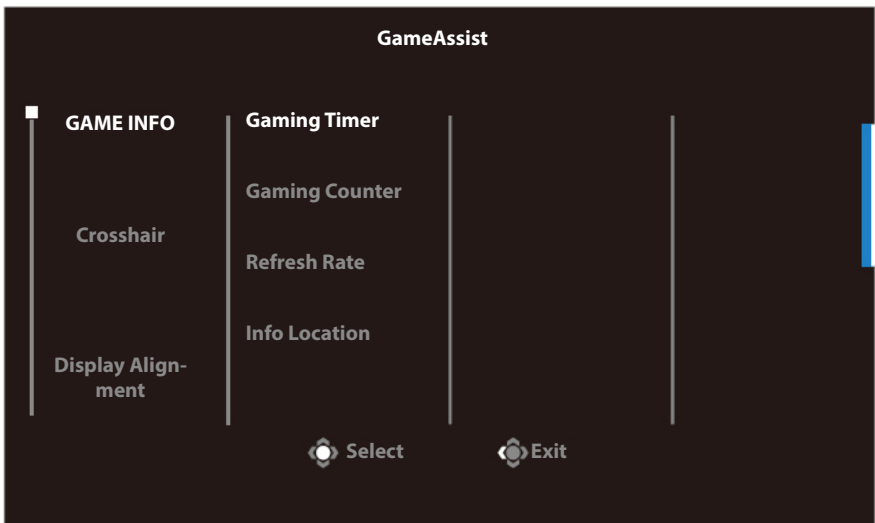 GameAssist
GAME INFO
Crosshair
Display Align-
ment
Gaming Timer
Gaming Counter
Refresh Rate
Info Location
Select
Exit